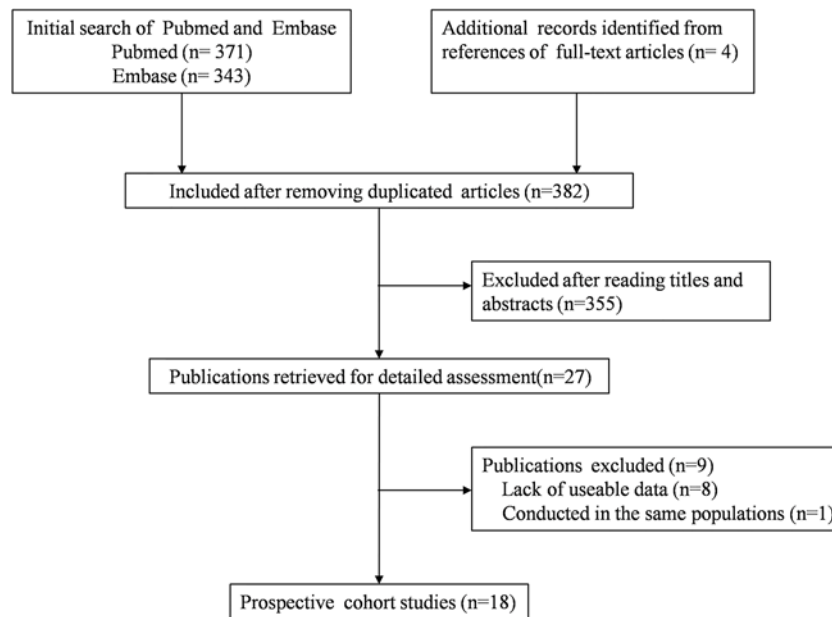 Initial search of Pubmed and Embase
Pubmed (n= 371)
Embase (n= 343)
Additional records identified from
references of full-text articles (n= 4)
Included after removing duplicated articles (n=382)
Excluded after reading titles and
abstracts (n=355)
Publications retrieved for detailed assessment(n=27)
Publications excluded (n=9)
Lack of useable data (n=8)
Conducted in the same populations (n=1)
Prospective cohort studies (n=18)